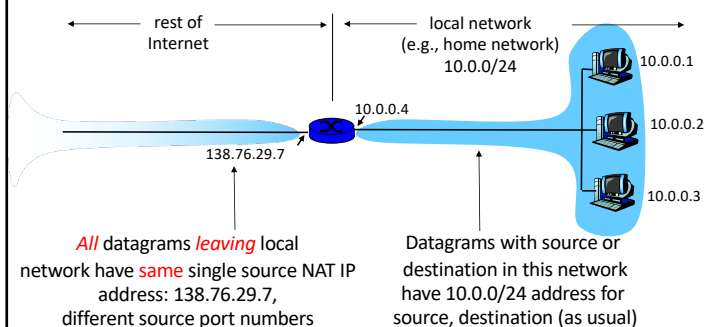 rest of
Internet
local network
(e.g., home network)
10.0.0/24
10.0.0.1
10.0.0.4
10.0.0.2
138.76.29.7
10.0.0.3
All datagrams leaving local
network have same single source NAT IP
address: 138.76.29.7,
different source port numbers
Datagrams with source or
destination in this network
have 10.0.0/24 address for
source, destination (as usual)